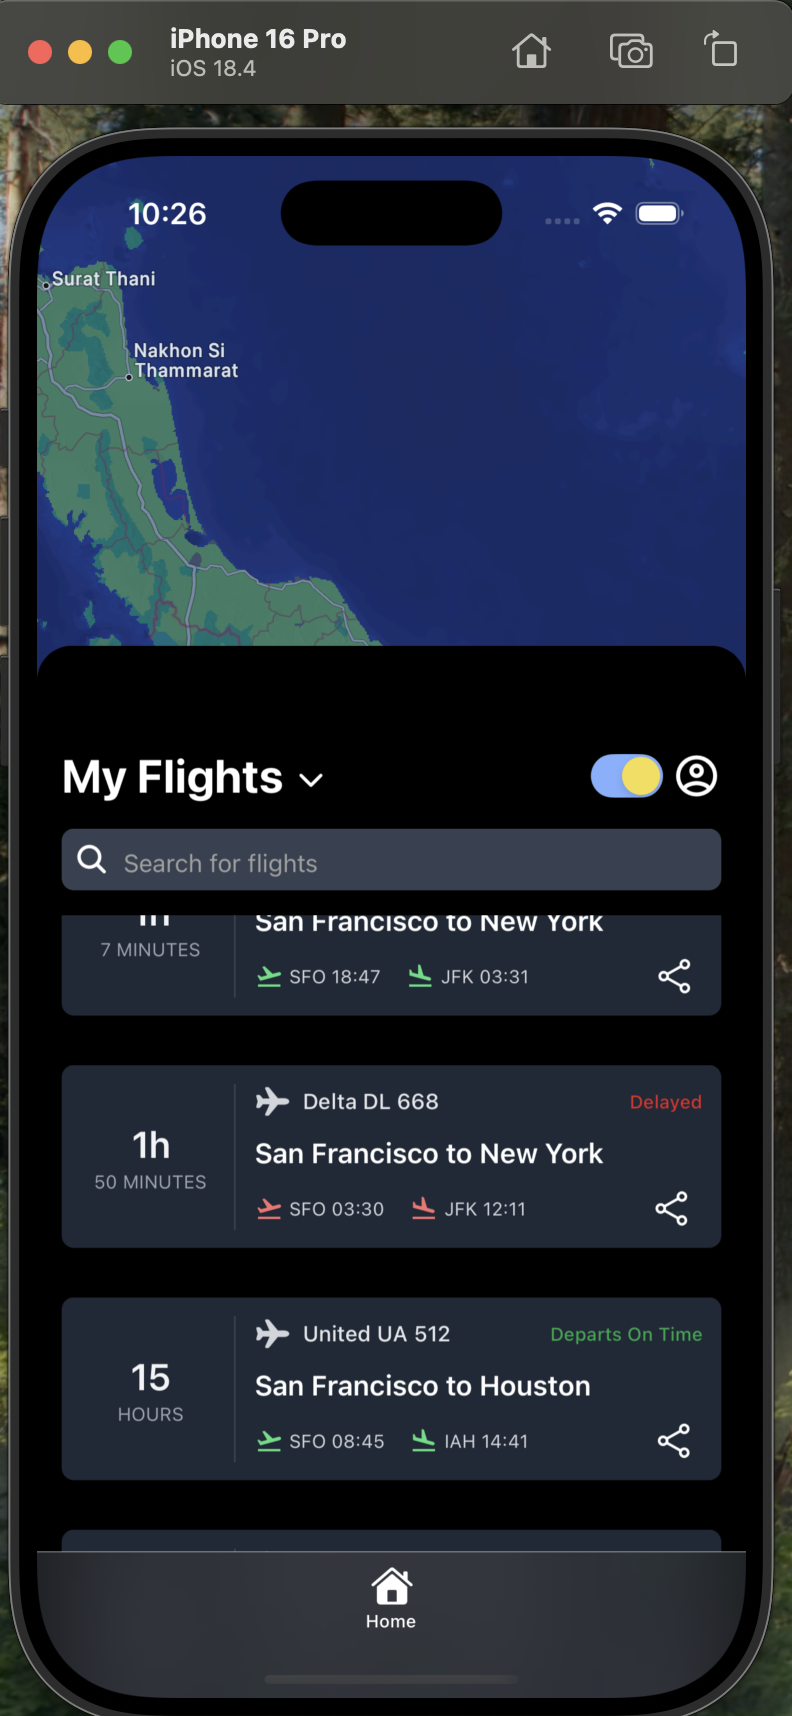 iPhone 16 Pro
iOS 18.4
10:26
Surat Thani
Nakhon Si
Thammarat
My Flights
Search for flights
1h
7 MINUTES
San Francisco to New York
SFO 18:47 JFK 03:31
Delta DL 668 Delayed
1h
50 MINUTES
San Francisco to New York
SFO 03:30 JFK 12:11
United UA 512 Departs On Time
15
HOURS
San Francisco to Houston
SFO 08:45 IAH 14:41
Home